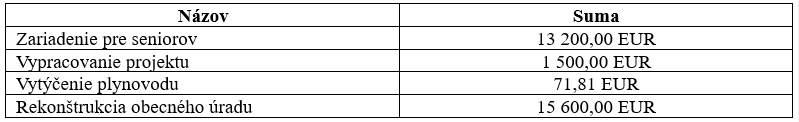 Názov Suma
Zariadenie pre seniorov 13 200,00 EUR
Vypracovanie projektu 1 500,00 EUR
Vytýčenie plynovodu 71,81 EUR
Rekonštrukcia obecného úradu 15 600,00 EUR